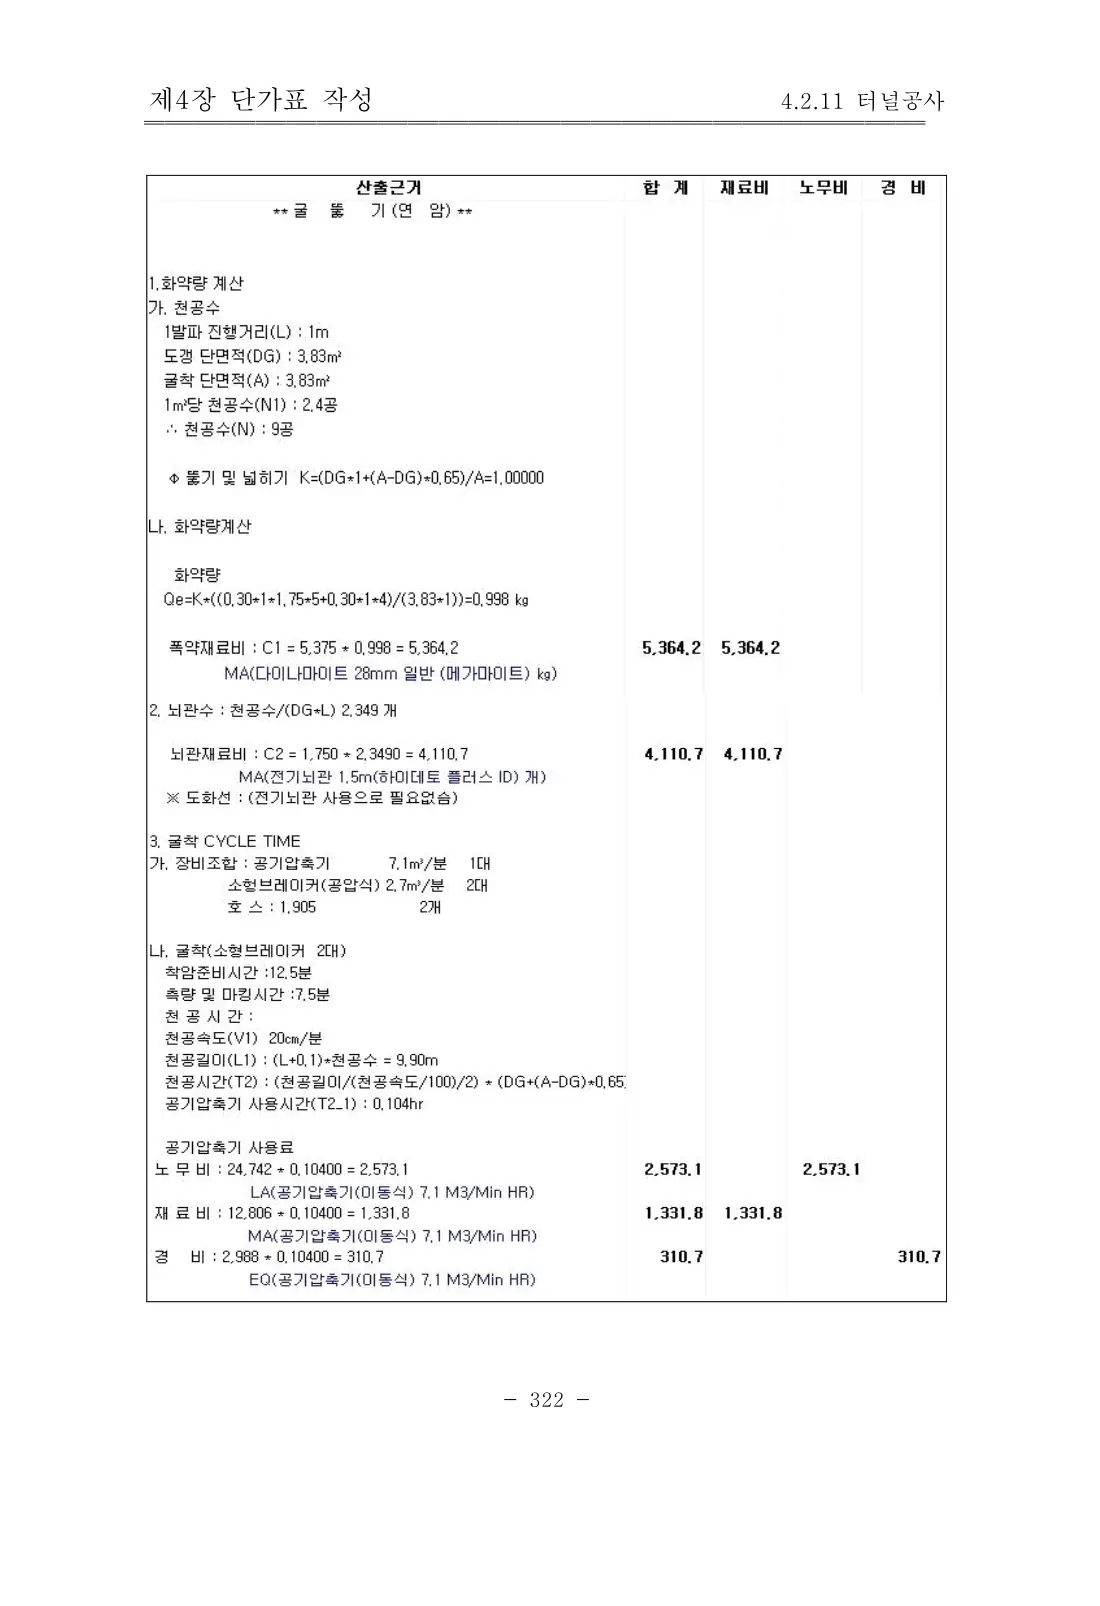 제4장 단가표 작성 4.2.11 터널공사
산출근거 합 계 재료비 노무비 경 비
** 굴 뚫 기 (연 암) **
1.화약량 계산
가. 천공수
1발파 진행거리(L) : 1m
도갱 단면적(DG) : 3.83㎡
굴착 단면적(A) : 3.83㎡
1㎡당 천공수(N1) : 2.4공
∴ 천공수(N) : 9공
Φ 뚫기 및 넓히기 K=(DG*1+(A-DG)*0.65)/A=1.00000
나. 화약량계산
화약량
Qe=K*((0.30*1*1.75*5+0.30*1*4)/(3.83*1))=0.998 ㎏
폭약재료비 : C1 = 5,375 * 0.998 = 5,364.2 5,364.2 5,364.2
MA(다이나마이트 28mm 일반 (메가마이트) ㎏)
2. 뇌관수 : 천공수/(DG*L) 2.349 개
뇌관재료비 : C2 = 1,750 * 2.3490 = 4,110.7 4,110.7 4,110.7
MA(전기뇌관 1.5m(하이데토 플러스 ID) 개)
※ 도화선 : (전기뇌관 사용으로 필요없슴)
3. 굴착 CYCLE TIME
가. 장비조합 : 공기압축기 7.1㎥/분 1대
소형브레이커(공압식) 2.7㎥/분 2대
호 스 : 1.905 2개
나. 굴착(소형브레이커 2대)
착암준비시간 :12.5분
측량 및 마킹시간 :7.5분
천 공 시 간 :
천공속도(V1) 20㎝/분
천공길이(L1) : (L+0.1)*천공수 = 9.90m
천공시간(T2) : (천공길이/(천공속도/100)/2) * (DG+(A-DG)*0.65)
공기압축기 사용시간(T2_1) : 0.104hr
공기압축기 사용료
노 무 비 : 24,742 * 0.10400 = 2,573.1 2,573.1 2,573.1
LA(공기압축기(이동식) 7.1 M3/Min HR)
재 료 비 : 12,806 * 0.10400 = 1,331.8 1,331.8 1,331.8
MA(공기압축기(이동식) 7.1 M3/Min HR)
경 비 : 2,988 * 0.10400 = 310.7 310.7 310.7
EQ(공기압축기(이동식) 7.1 M3/Min HR)
- 322 -